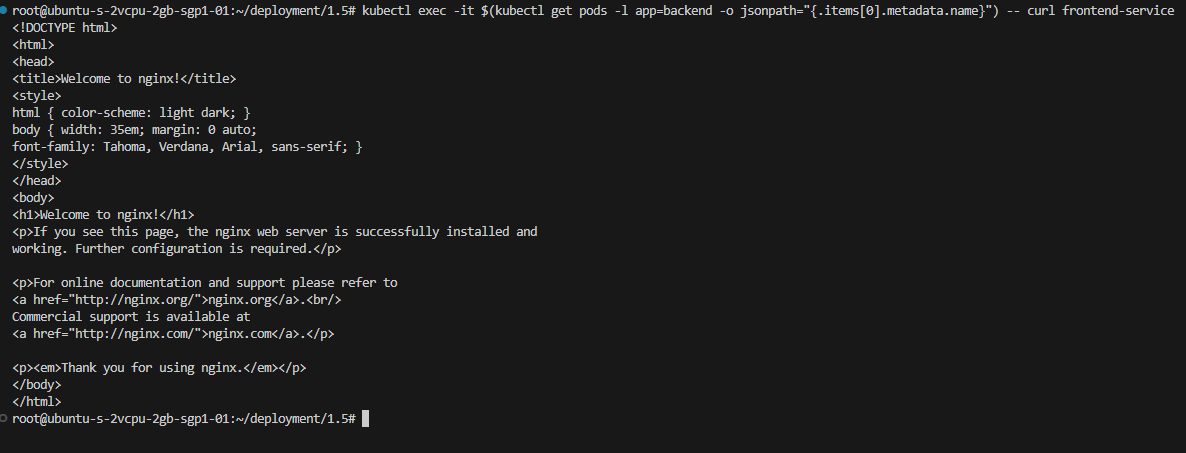 root@ubuntu-s-2vcpu-2gb-sgp1-01:~/deployment/1.5# kubectl exec -it $(kubectl get pods -l app=backend -o jsonpath="{.items[0].metadata.name}") -- curl frontend-service
<!DOCTYPE html>
<html>
<head>
<title>Welcome to nginx!</title>
<style>
html { color-scheme: light dark; }
body { width: 35em; margin: 0 auto;
font-family: Tahoma, Verdana, Arial, sans-serif; }
</style>
</head>
<body>
<h1>Welcome to nginx!</h1>
<p>If you see this page, the nginx web server is successfully installed and
working. Further configuration is required.</p>

<p>For online documentation and support please refer to
<a href="http://nginx.org/">nginx.org</a>.<br/>
Commercial support is available at
<a href="http://nginx.com/">nginx.com</a>.</p>

<p><em>Thank you for using nginx.</em></p>
</body>
</html>
root@ubuntu-s-2vcpu-2gb-sgp1-01:~/deployment/1.5#